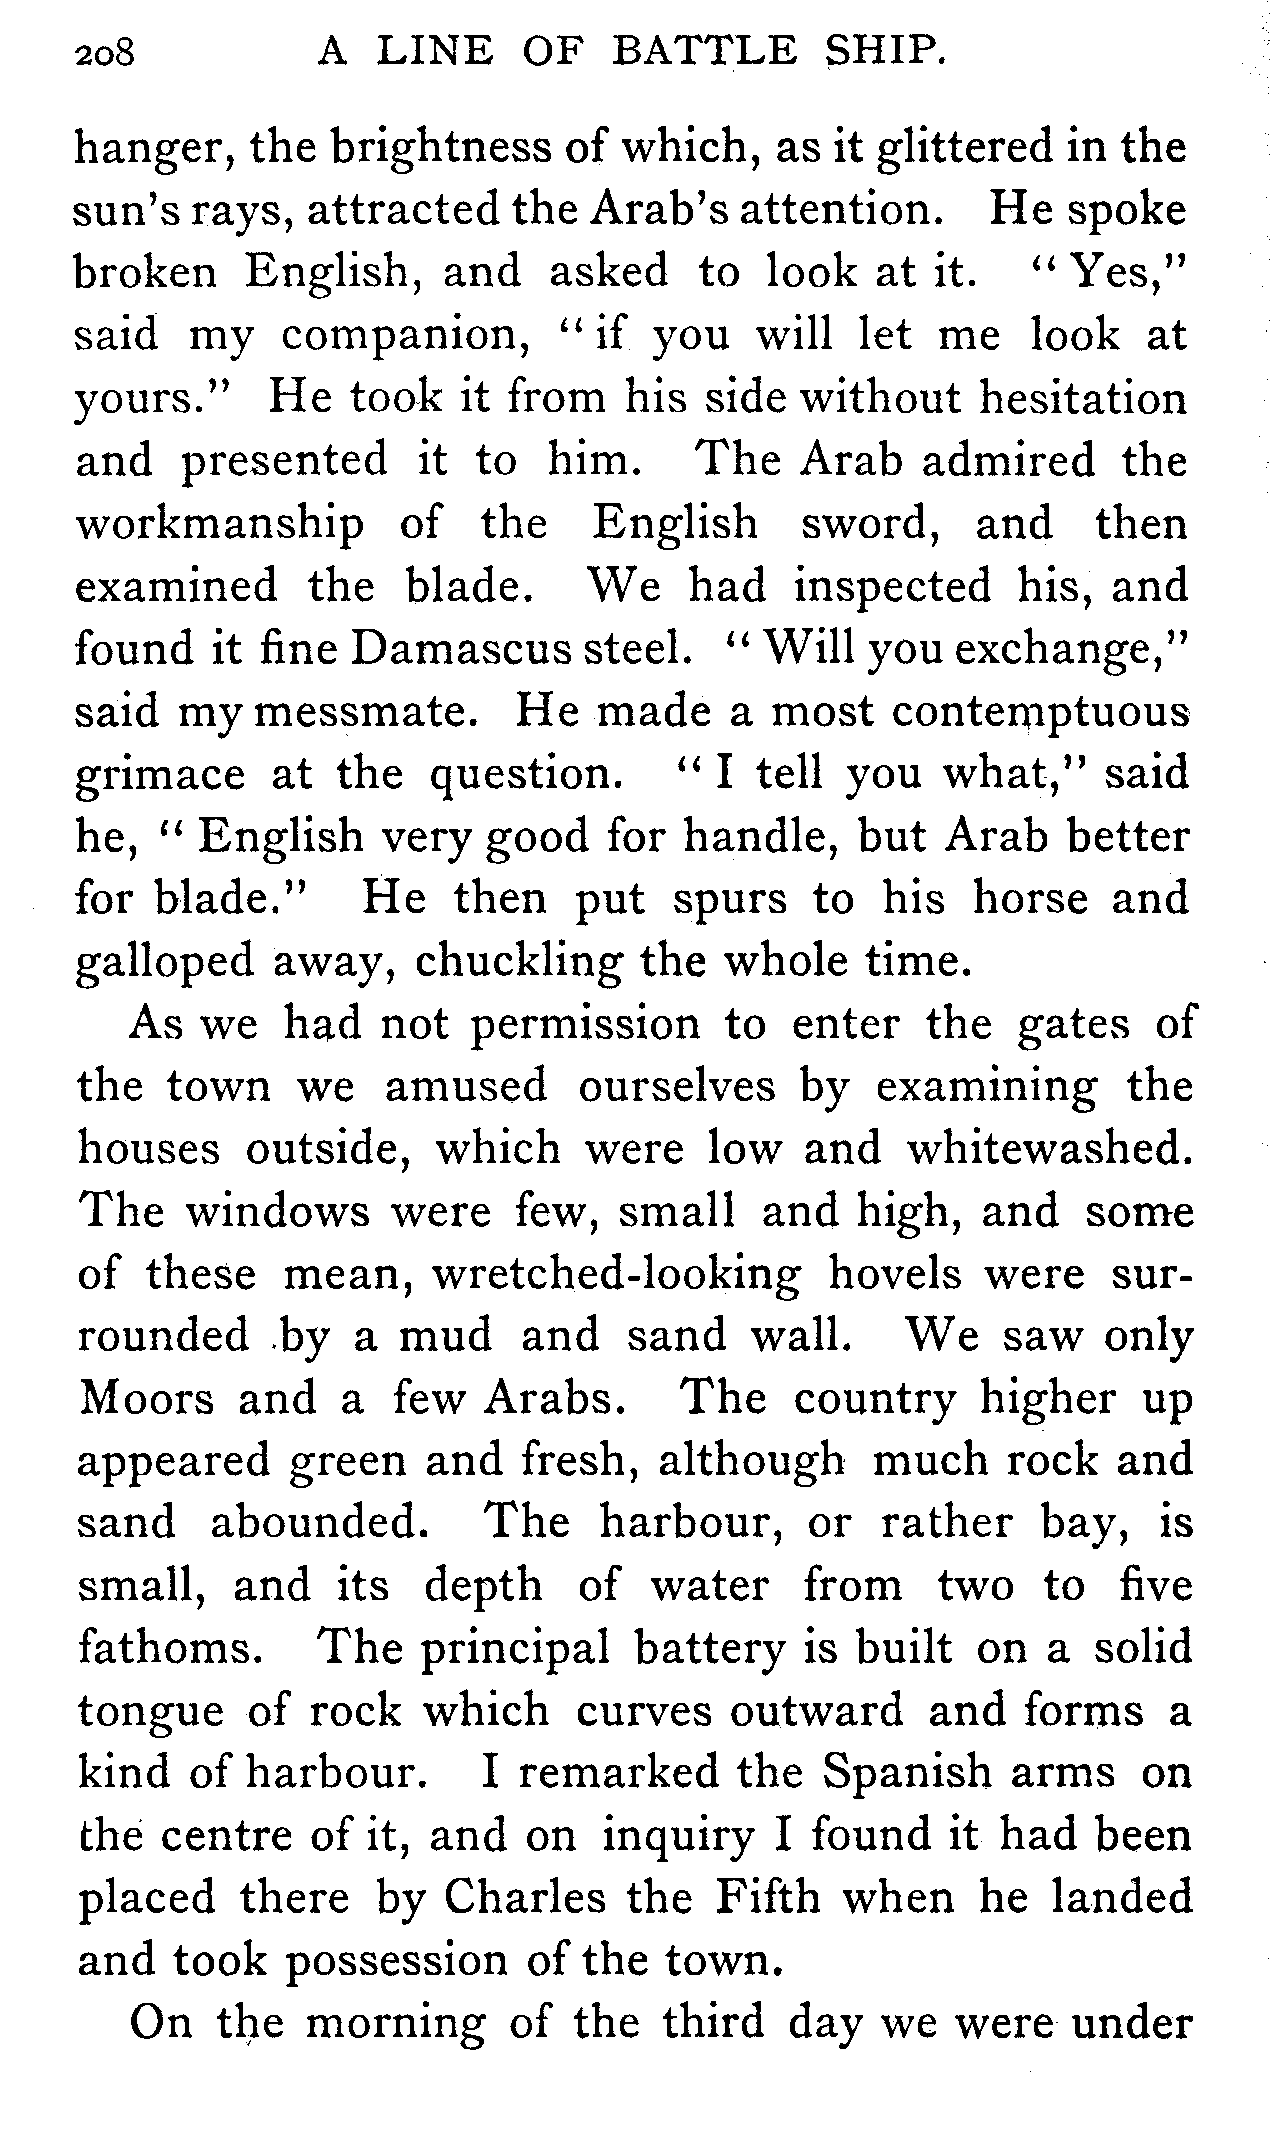 208 A LINE OF BATTLE SHIP.
hanger, the brightness of which, as it glittered in the
sun's rays, attracted the Arab's attention. He spoke
broken English, and asked to look at it. "Yes,"
said my companion, "if you will let me look at
yours." He took it from his side without hesitation
and presented it to him. The Arab admired the
workmanship of the English sword, and then
examined the blade. We had inspected his, and
found it fine Damascus steel. "Will you exchange,"
said my messmate. He made a most contemptuous
grimace at the question. "I tell you what," said
he, "English very good for handle, but Arab better
for blade." He then put spurs to his horse and
galloped away, chuckling the whole time.
As we had not permission to enter the gates of
the town we amused ourselves by examining the
houses outside, which were low and whitewashed.
The windows were few, small and high, and some
of these mean, wretched-looking hovels were sur-
rounded by a mud and sand wall. We saw only
Moors and a few Arabs. The country higher up
appeared green and fresh, although much rock and
sand abounded. The harbour, or rather bay, is
small, and its depth of water from two to five
fathoms. The principal battery is built on a solid
tongue of rock which curves outward and forms a
kind of harbour. I remarked the Spanish arms on
the centre of it, and on inquiry I found it had been
placed there by Charles the Fifth when he landed
and took possession of the town.
On the morning of the third day we were under